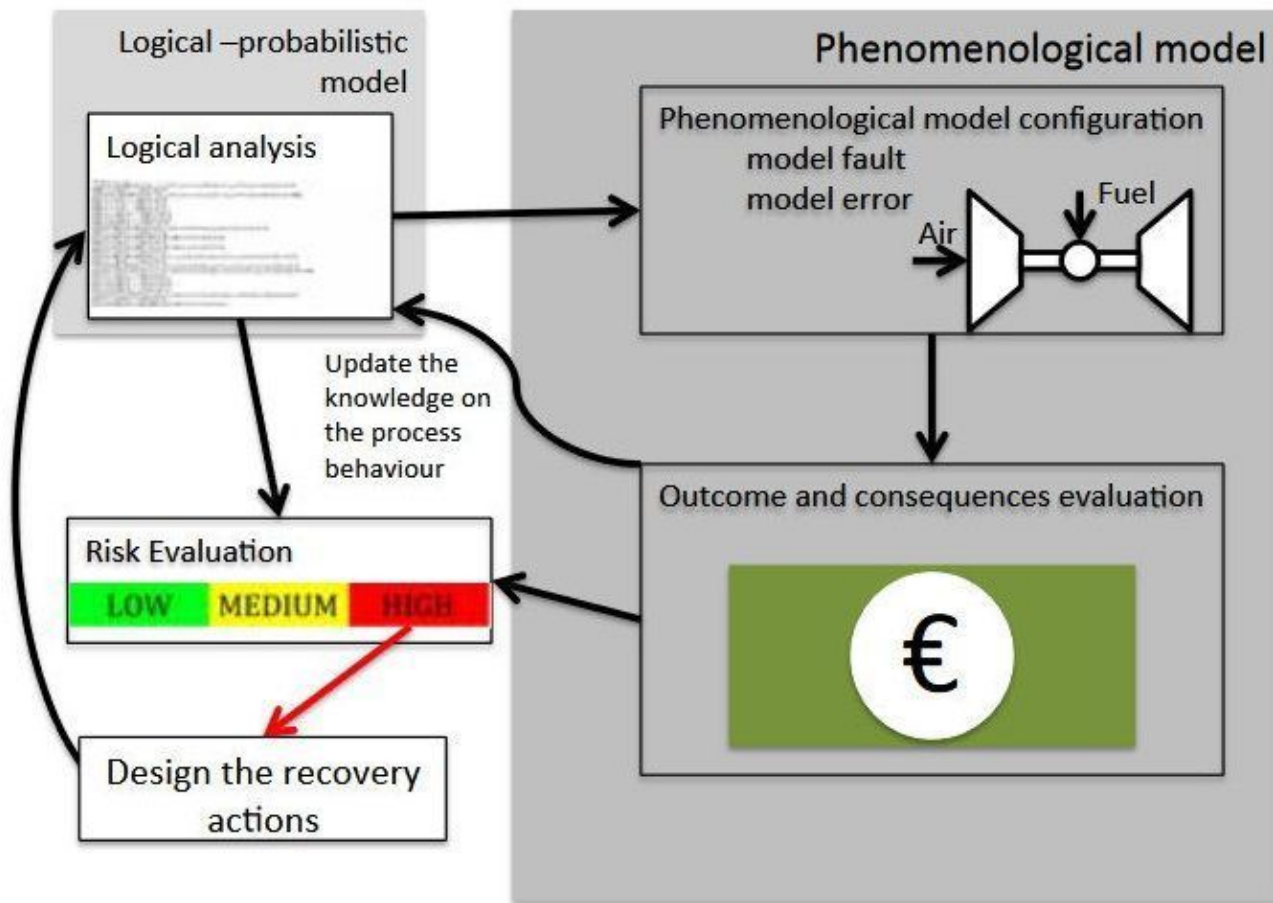 Logical –probabilistic
model
Logical analysis
Phenomenological model
Phenomenological model configuration
model fault
model error
Fuel
Air
Update the
knowledge on
the process
behaviour
Outcome and consequences evaluation
€
Risk Evaluation
LOW MEDIUM HIGH
Design the recovery
actions